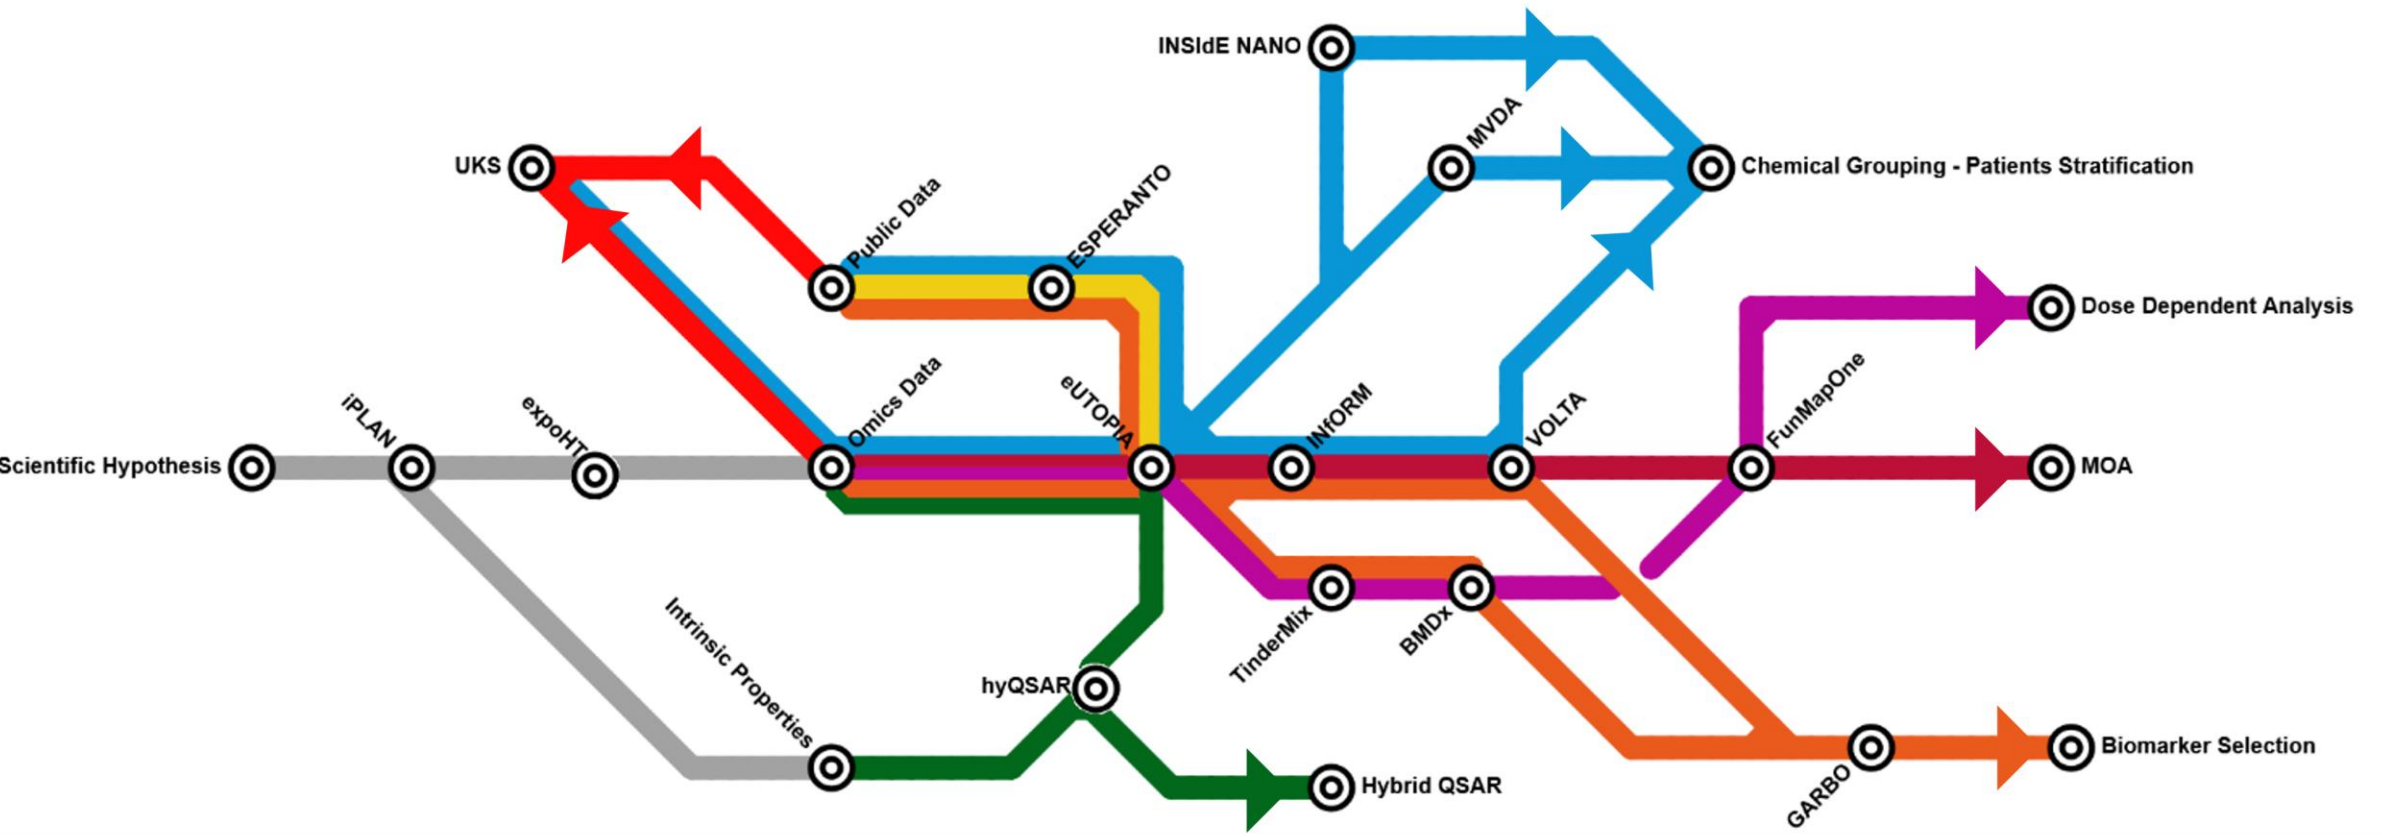 INSIdE NANO
MVDA
UKS
Chemical Grouping - Patients Stratification
Public Data
ESPERANTO
Dose Dependent Analysis
Scientific Hypothesis
iPLAN
expoHT
Omics Data
eUTOPIA
INfORM
VOLTA
FunMapOne
MOA
TinderMix
BMDx
Intrinsic Properties
hyQSAR
Hybrid QSAR
GARBO
Biomarker Selection